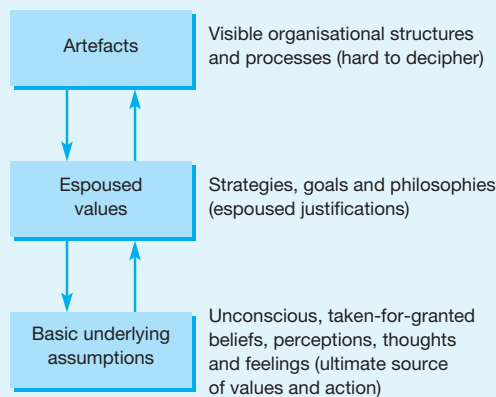 Artefacts
Visible organisational structures
and processes (hard to decipher)
Espoused
values
Strategies, goals and philosophies
(espoused justifications)
Basic underlying
assumptions
Unconscious, taken-for-granted
beliefs, perceptions, thoughts
and feelings (ultimate source
of values and action)